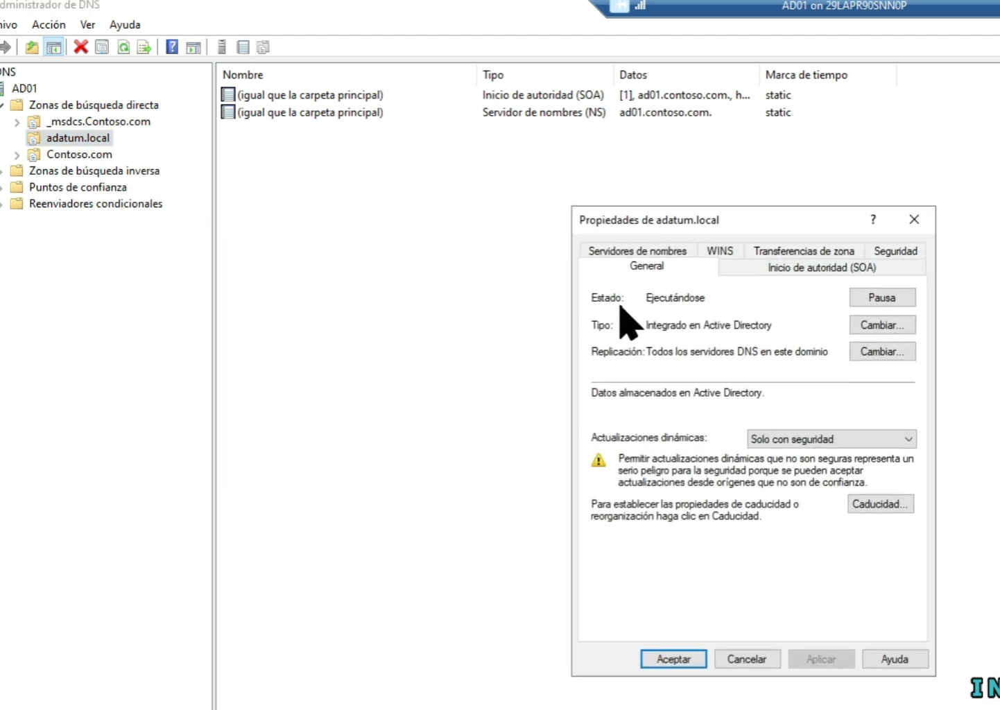 dministrador de DNS
AD01 on 29LAPR90SNN0P
hivo Acción Ver Ayuda
DNS
AD01
Zonas de búsqueda directa
_msdcs.Contoso.com
adatum.local
Contoso.com
Zonas de búsqueda inversa
Puntos de confianza
Reenviadores condicionales
Nombre Tipo Datos Marca de tiempo
(igual que la carpeta principal) Inicio de autoridad (SOA) [1], ad01.contoso.com., h... static
(igual que la carpeta principal) Servidor de nombres (NS) ad01.contoso.com. static
Propiedades de adatum.local ?
Servidores de nombres WINS Transferencias de zona Seguridad
General Inicio de autoridad (SOA)
Estado: Ejecutándose Pausa
Tipo: Integrado en Active Directory Cambiar...
Replicación: Todos los servidores DNS en este dominio Cambiar...
Datos almacenados en Active Directory.
Actualizaciones dinámicas: Solo con seguridad
Permitir actualizaciones dinámicas que no son seguras representa un
serio peligro para la seguridad porque se pueden aceptar
actualizaciones desde orígenes que no son de confianza.
Para establecer las propiedades de caducidad o Caducidad...
reorganización haga clic en Caducidad.
Aceptar Cancelar Aplicar Ayuda
IN